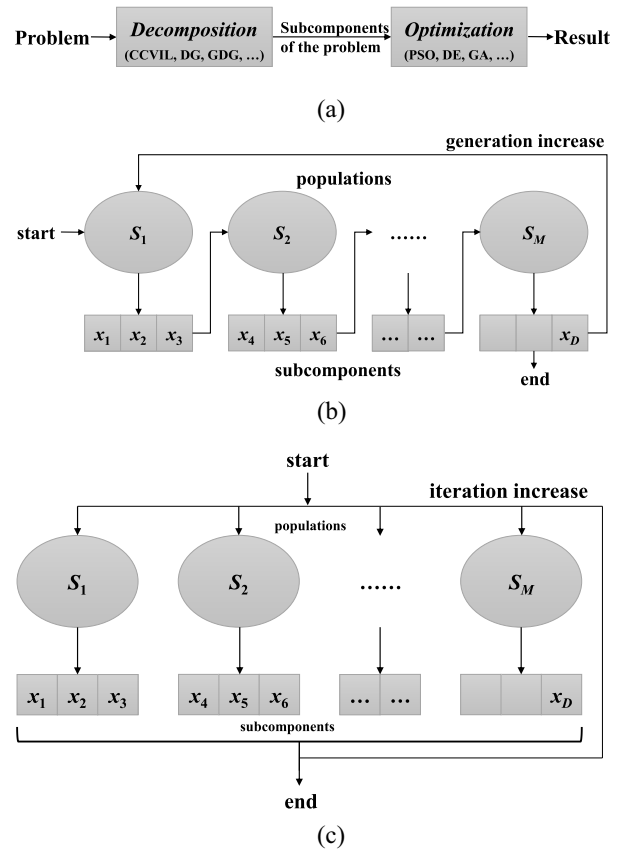 Problem Decomposition Subcomponents Optimization Result
(CCVIL, DG, GDG, ...) of the problem (PSO, DE, GA, ...)
(a)
generation increase
populations
start S1 S2 ...... SM
x1 x2 x3 x4 x5 x6 ... ... xD
subcomponents end
(b)
start
iteration increase
populations
S1 S2 ...... SM
x1 x2 x3 x4 x5 x6 ... ... xD
subcomponents
end
(c)